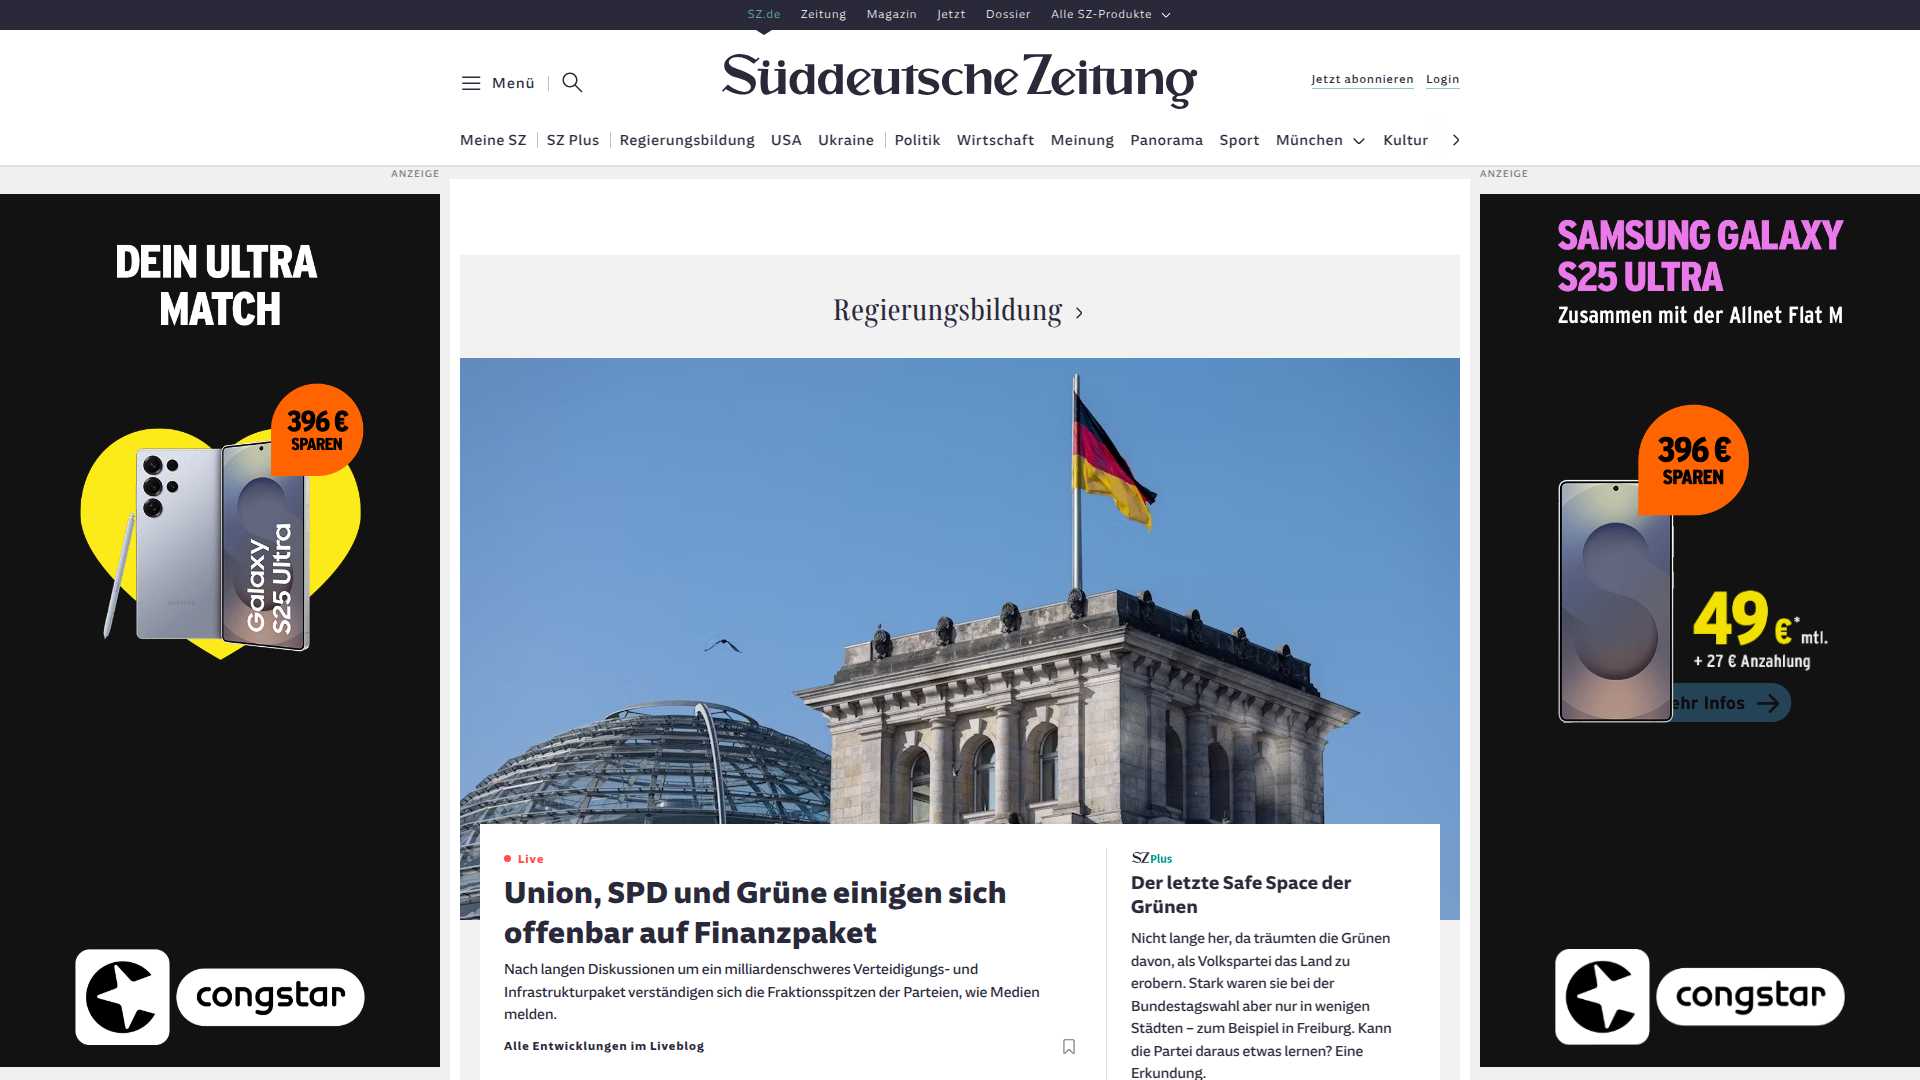 SZ.de Zeitung Magazin Jetzt Dossier Alle SZ-Produkte
Menü
Süddeutsche Zeitung
Jetzt abonnieren Login
Meine SZ SZ Plus Regierungsbildung USA Ukraine Politik Wirtschaft Meinung Panorama Sport München Kultur
ANZEIGE
DEIN ULTRA
MATCH
396 €
SPAREN
Galaxy
S25 Ultra
congstar
Regierungsbildung
Live
Union, SPD und Grüne einigen sich
offenbar auf Finanzpaket
Nach langen Diskussionen um ein milliardenschweres Verteidigungs- und
Infrastrukturpaket verständigen sich die Fraktionsspitzen der Parteien, wie Medien
melden.
Alle Entwicklungen im Liveblog
SZ Plus
Der letzte Safe Space der
Grünen
Nicht lange her, da träumten die Grünen
davon, als Volkspartei das Land zu
erobern. Stark waren sie bei der
Bundestagswahl aber nur in wenigen
Städten – zum Beispiel in Freiburg. Kann
die Partei daraus etwas lernen? Eine
Erkundung.
ANZEIGE
SAMSUNG GALAXY
S25 ULTRA
Zusammen mit der Allnet Flat M
396 €
SPAREN
49 €* mtl.
+ 27 € Anzahlung
ehr Infos
congstar